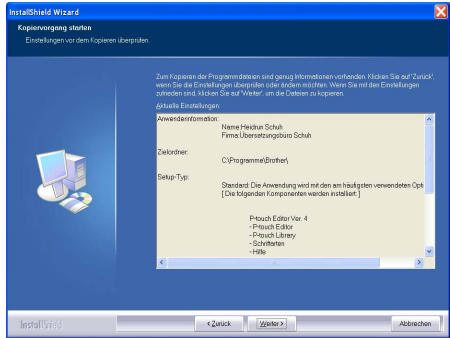 InstallShield Wizard
Kopiervorgang starten
Einstellungen vor dem Kopieren überprüfen.
Zum Kopieren der Programmdateien sind genug Informationen vorhanden. Klicken Sie auf 'Zurück',
wenn Sie die Einstellungen überprüfen oder ändern möchten. Wenn Sie mit den Einstellungen
zufrieden sind, klicken Sie auf 'Weiter', um die Dateien zu kopieren.
Aktuelle Einstellungen:
Anwenderinformation:
Name:Heidrun Schuh
Firma:Übersetzungsbüro Schuh
Zielordner:
C:\Programme\Brother\
Setup-Typ:
Standard: Die Anwendung wird mit den am häufigsten verwendeten Opti
[ Die folgenden Komponenten werden installiert: ]
P-touch Editor Ver. 4
- P-touch Editor
- P-touch Library
- Schriftarten
- Hilfe
InstallShield
< Zurück
Weiter >
Abbrechen